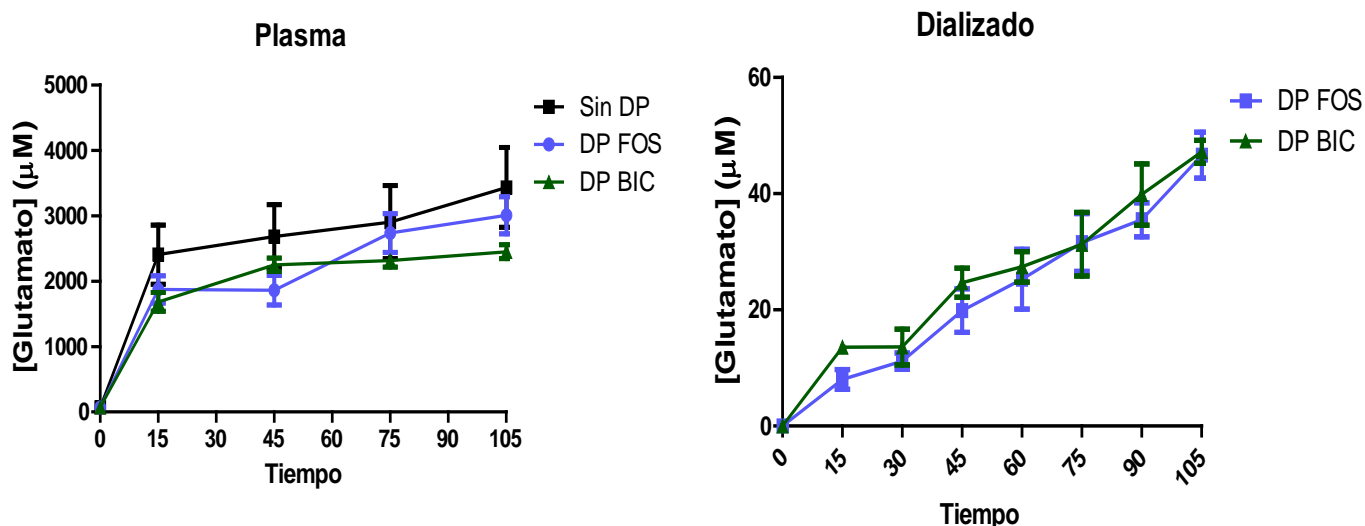 Plasma
[Glutamato] (μM)
5000
4000
3000
2000
1000
0
0 15 30 45 60 75 90 105
Tiempo
Sin DP
DP FOS
DP BIC
Dializado
[Glutamato] (μM)
60
40
20
0
0 15 30 45 60 75 90 105
Tiempo
DP FOS
DP BIC